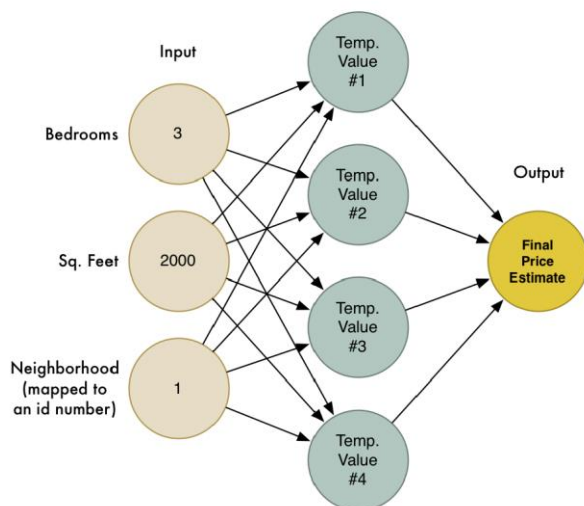 Input
Bedrooms
3
Sq. Feet
2000
Neighborhood
(mapped to
an id number)
1
Temp.
Value
#1
Temp.
Value
#2
Temp.
Value
#3
Temp.
Value
#4
Output
Final
Price
Estimate